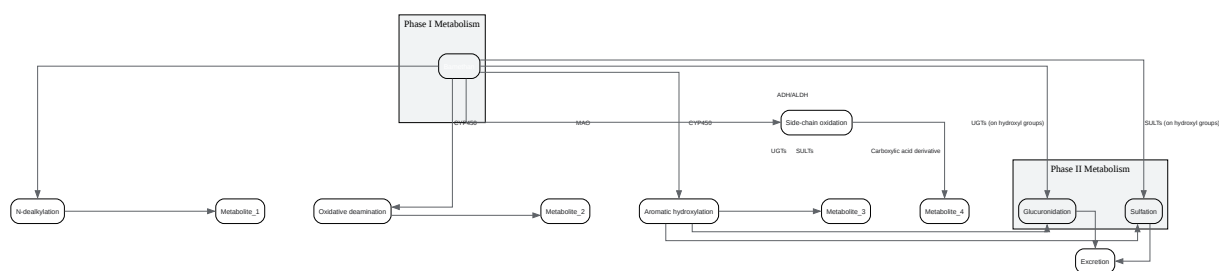 Phase I Metabolism
ADH/ALDH
CYP450
MAO
CYP450
Side-chain oxidation
UGTs (on hydroxyl groups)
SULTs (on hydroxyl groups)
UGTs
SULTs
Carboxylic acid derivative
Phase II Metabolism
N-dealkylation
Metabolite_1
Oxidative deamination
Metabolite_2
Aromatic hydroxylation
Metabolite_3
Metabolite_4
Glucuronidation
Sulfation
Excretion